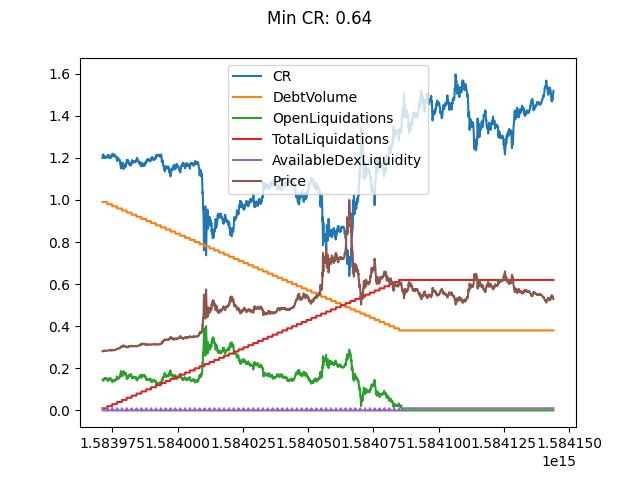 Min CR: 0.64
1.6
1.4
1.2
1.0
0.8
0.6
0.4
0.2
0.0
CR
DebtVolume
OpenLiquidations
TotalLiquidations
AvailableDexLiquidity
Price
1.583975 1.584000 1.584025 1.584050 1.584075 1.584100 1.584125 1.584150
1e15